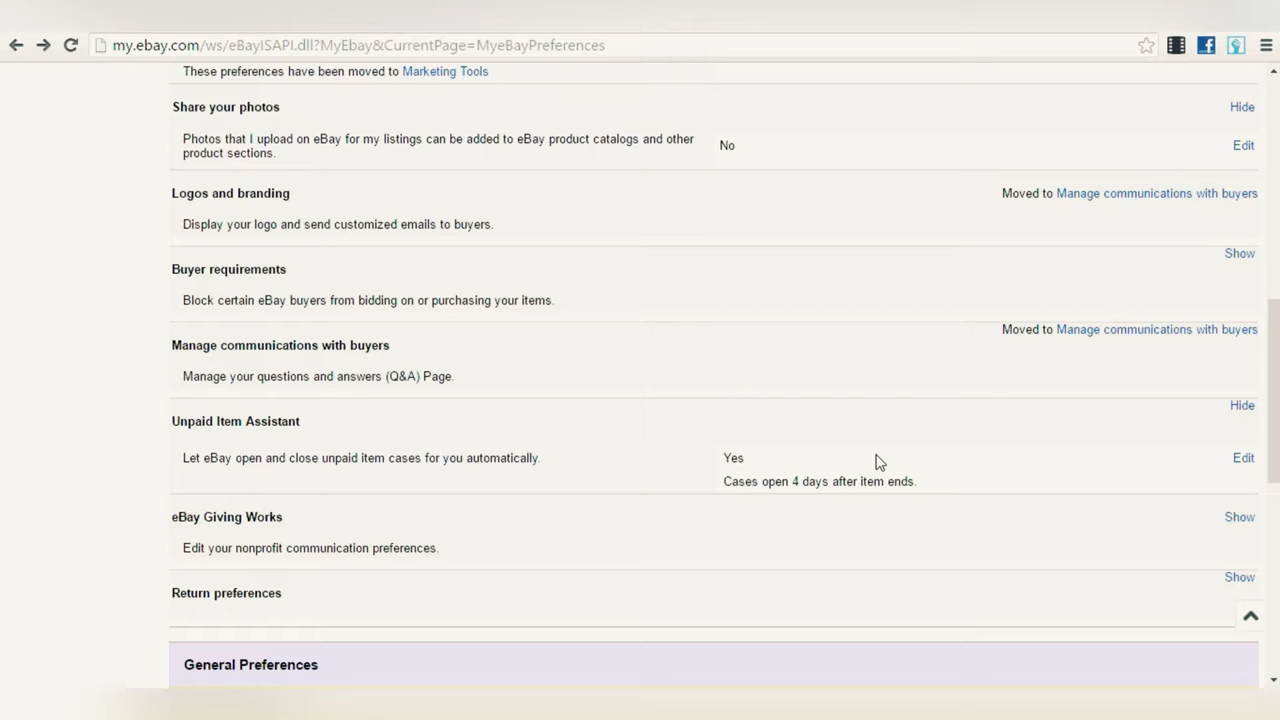 my.ebay.com/ws/eBayISAPI.dll?MyEbay&CurrentPage=MyeBayPreferences
These preferences have been moved to Marketing Tools
Share your photos Hide
Photos that I upload on eBay for my listings can be added to eBay product catalogs and other
product sections. No Edit
Logos and branding Moved to Manage communications with buyers
Display your logo and send customized emails to buyers.
Show
Buyer requirements
Block certain eBay buyers from bidding on or purchasing your items.
Moved to Manage communications with buyers
Manage communications with buyers
Manage your questions and answers (Q&A) Page.
Hide
Unpaid Item Assistant
Let eBay open and close unpaid item cases for you automatically. Yes Edit
Cases open 4 days after item ends.
eBay Giving Works Show
Edit your nonprofit communication preferences.
Show
Return preferences
General Preferences